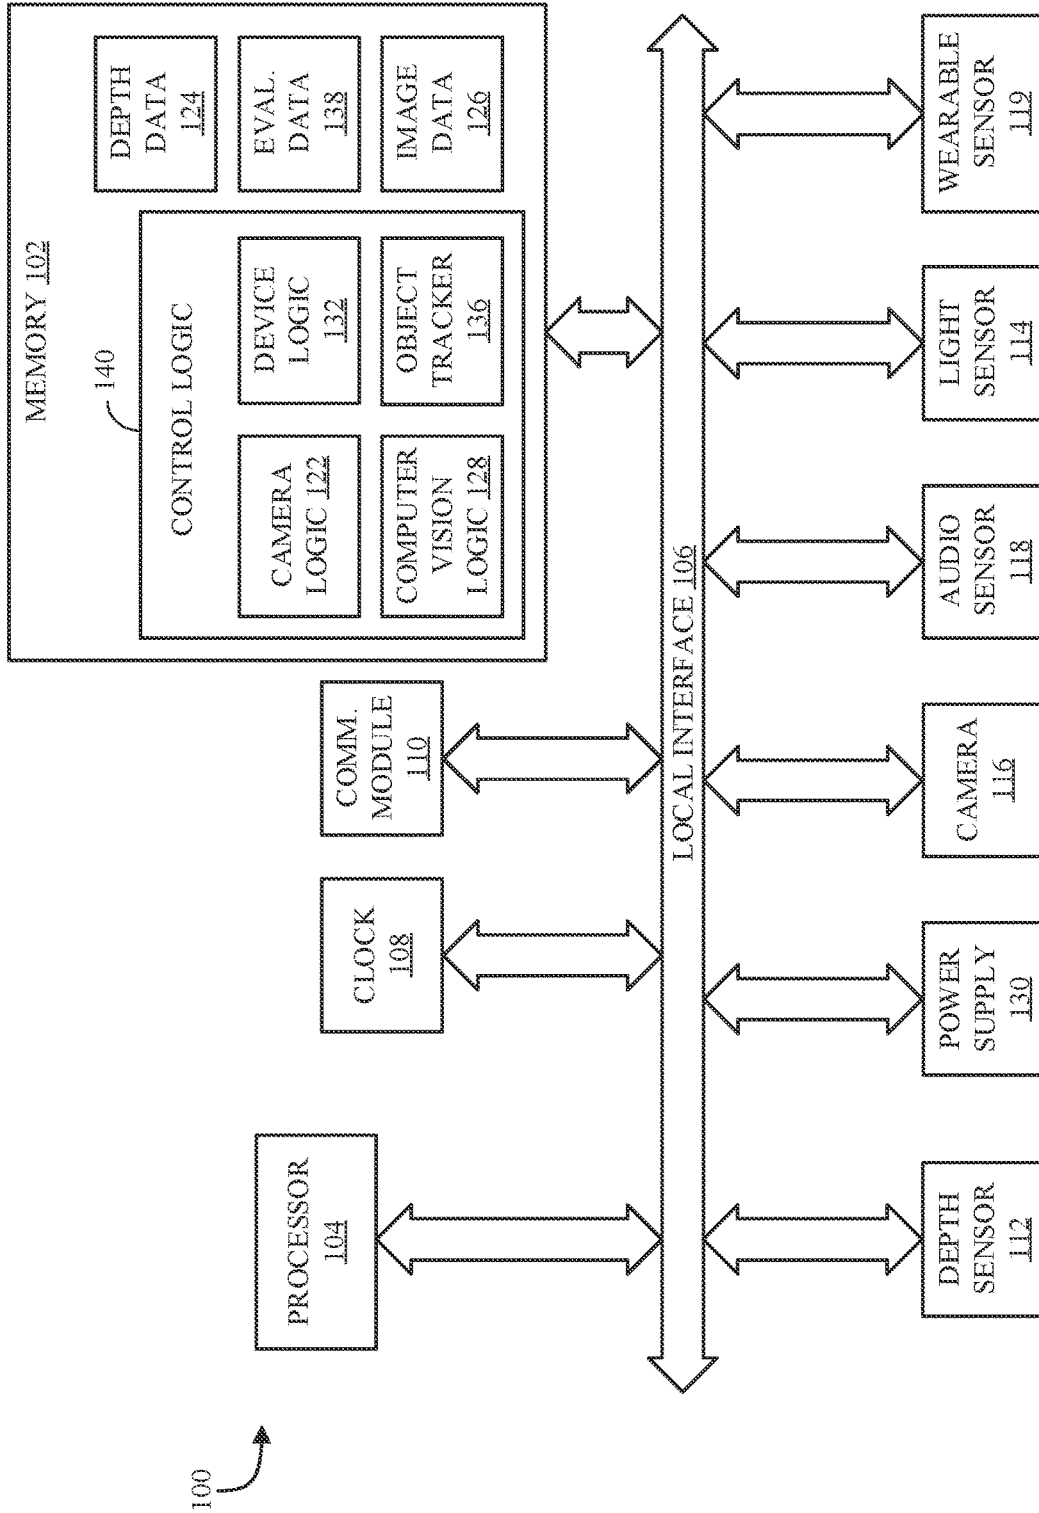 100
PROCESSOR
104
CLOCK
108
COMM.
MODULE
110
MEMORY 102
140
CONTROL LOGIC
CAMERA
LOGIC 122
DEVICE
LOGIC
132
COMPUTER
VISION
LOGIC 128
OBJECT
TRACKER
136
DEPTH
DATA
124
EVAL.
DATA
138
IMAGE
DATA
126
LOCAL INTERFACE 106
DEPTH
SENSOR
112
POWER
SUPPLY
130
CAMERA
116
AUDIO
SENSOR
118
LIGHT
SENSOR
114
WEARABLE
SENSOR
119